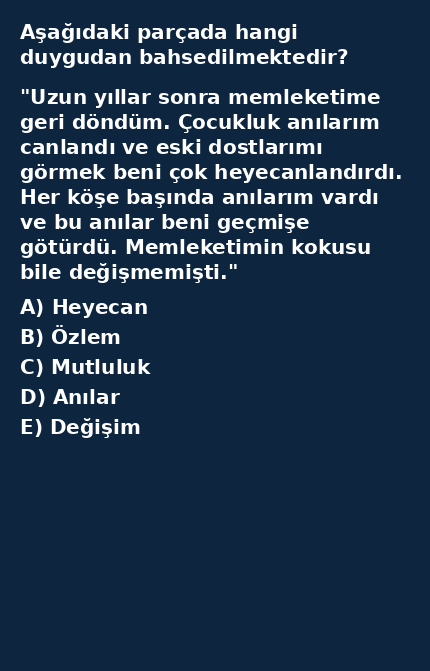 Aşağıdaki parçada hangi
duygudan bahsedilmektedir?
"Uzun yıllar sonra memleketime
geri döndüm. Çocukluk anılarım
canlandı ve eski dostlarımı
görmek beni çok heyecanlandırdı.
Her köşe başında anılarım vardı
ve bu anılar beni geçmişe
götürdü. Memleketimin kokusu
bile değişmemişti."
A) Heyecan
B) Özlem
C) Mutluluk
D) Anılar
E) Değişim